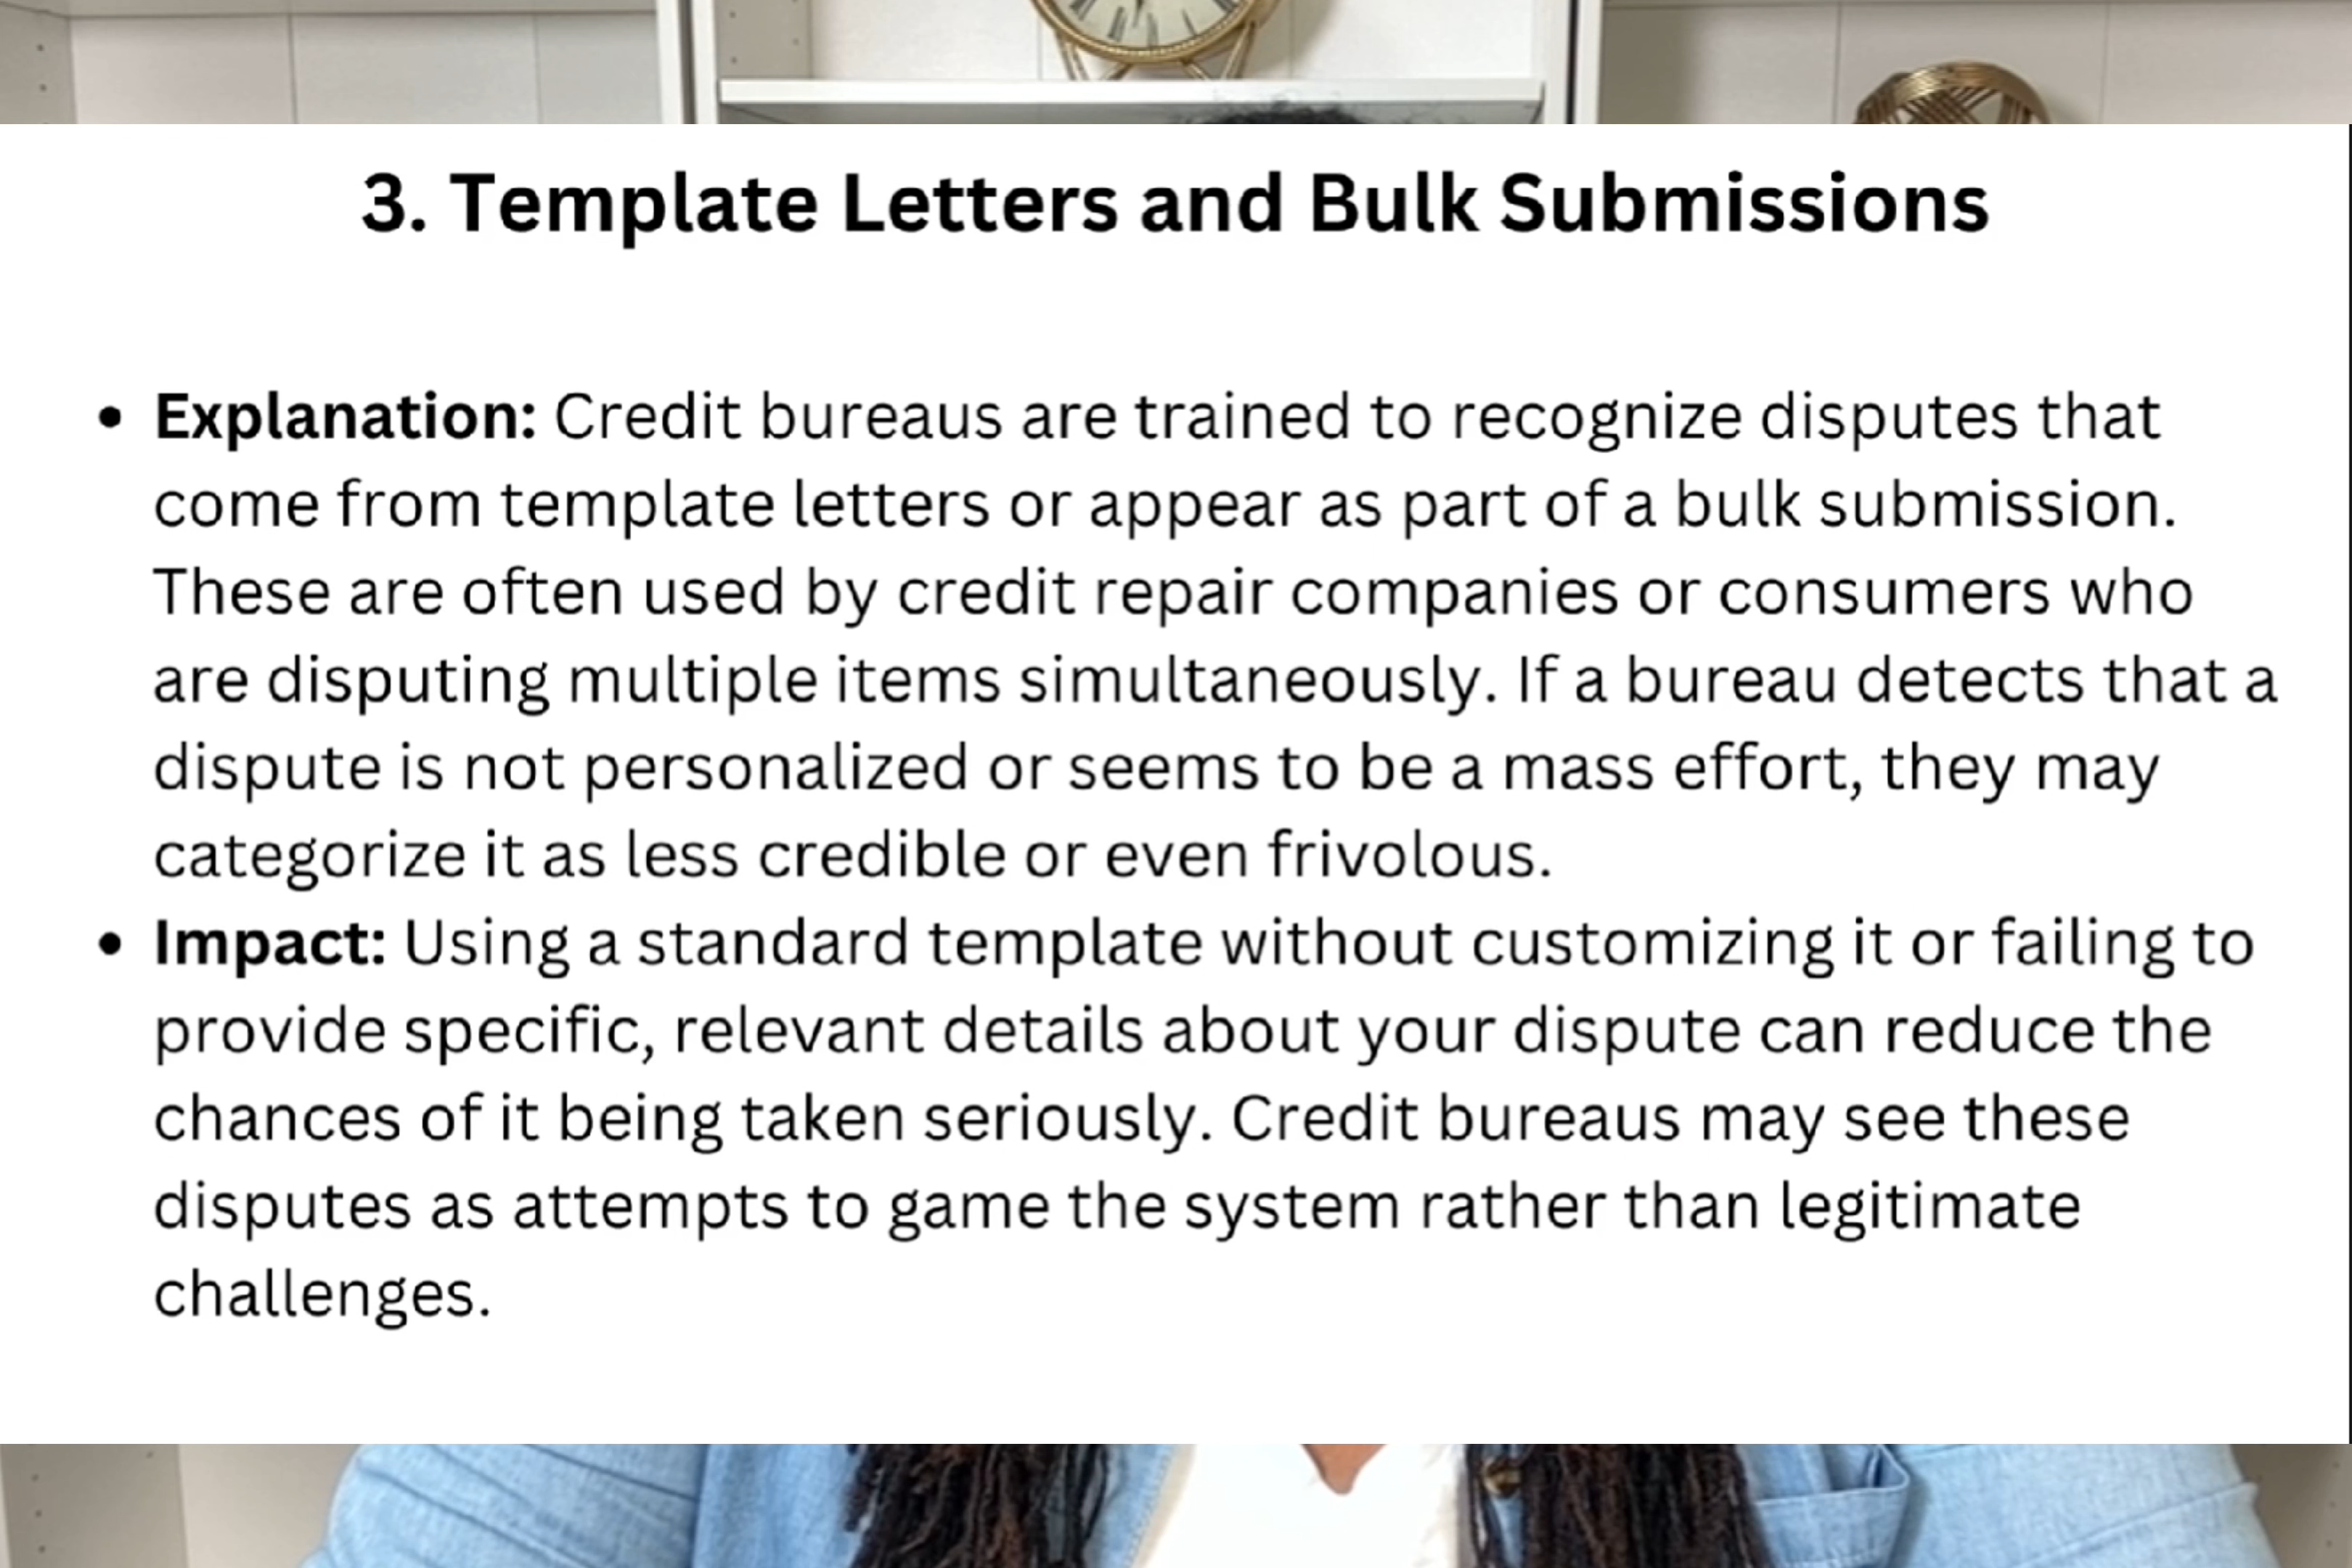 3. Template Letters and Bulk Submissions
• Explanation: Credit bureaus are trained to recognize disputes that
come from template letters or appear as part of a bulk submission.
These are often used by credit repair companies or consumers who
are disputing multiple items simultaneously. If a bureau detects that a
dispute is not personalized or seems to be a mass effort, they may
categorize it as less credible or even frivolous.
• Impact: Using a standard template without customizing it or failing to
provide specific, relevant details about your dispute can reduce the
chances of it being taken seriously. Credit bureaus may see these
disputes as attempts to game the system rather than legitimate
challenges.